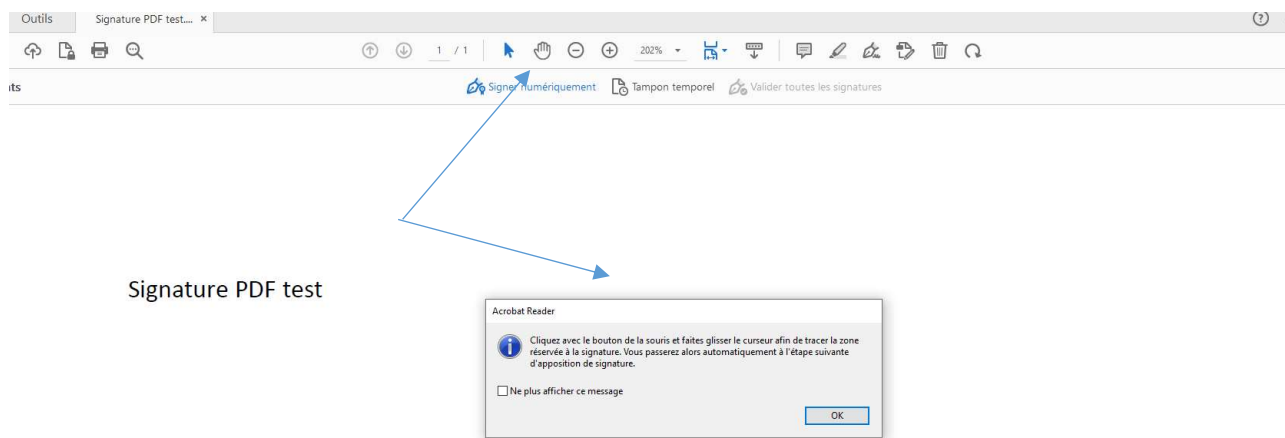 Outils Signature PDF test.... ×
1 / 1 202%
ts Signer numériquement Tampon temporel Valider toutes les signatures
Signature PDF test
Acrobat Reader
Cliquez avec le bouton de la souris et faites glisser le curseur afin de tracer la zone
réservée à la signature. Vous passerez alors automatiquement à l'étape suivante
d'apposition de signature.
Ne plus afficher ce message
OK